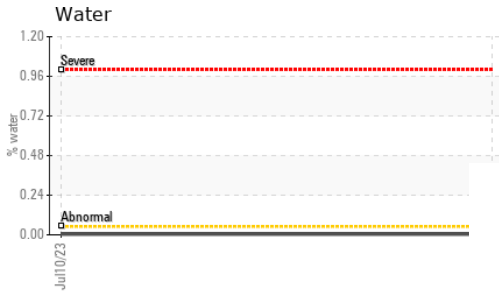 Water
1.20
Severe
0.96
0.72
% water
0.48
0.24
Abnormal
0.00
Jul10/23